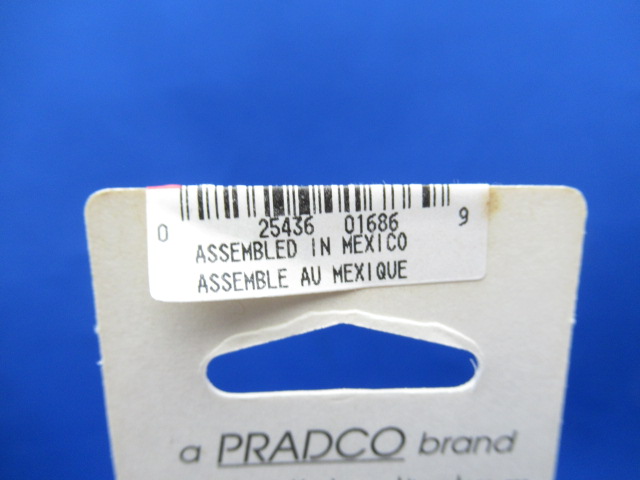 0 25436 01686 9
ASSEMBLED IN MEXICO
ASSEMBLE AU MEXIQUE
a PRADCO brand